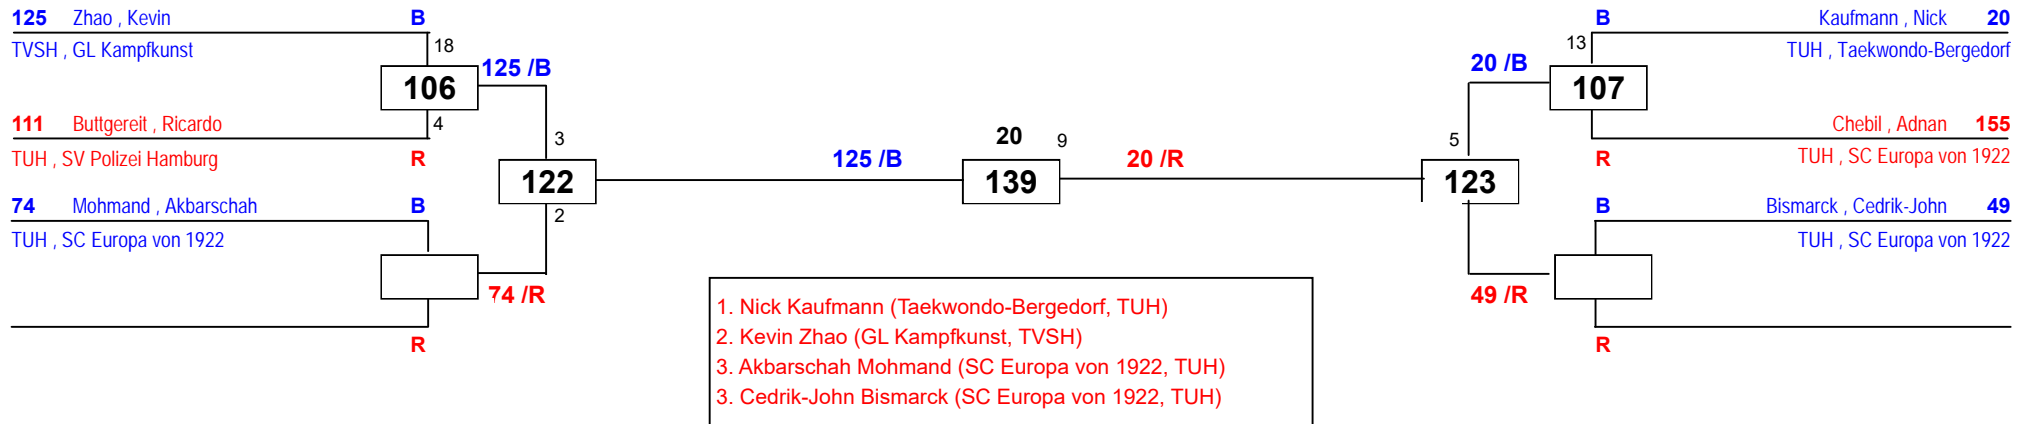 125 Zhao , Kevin B
TVSH , GL Kampfkunst
18
106
125 /B
4
111 Buttgereit , Ricardo
TUH , SV Polizei Hamburg R
3
122
2
74 Mohmand , Akbarschah B
TUH , SC Europa von 1922
74 /R
R
125 /B
20
9
139
20 /R
B Kaufmann , Nick 20
13
TUH , Taekwondo-Bergedorf
20 /B
107
Chebil , Adnan 155
R TUH , SC Europa von 1922
5
123
B Bismarck , Cedrik-John 49
TUH , SC Europa von 1922
49 /R
R
1. Nick Kaufmann (Taekwondo-Bergedorf, TUH)
2. Kevin Zhao (GL Kampfkunst, TVSH)
3. Akbarschah Mohmand (SC Europa von 1922, TUH)
3. Cedrik-John Bismarck (SC Europa von 1922, TUH)